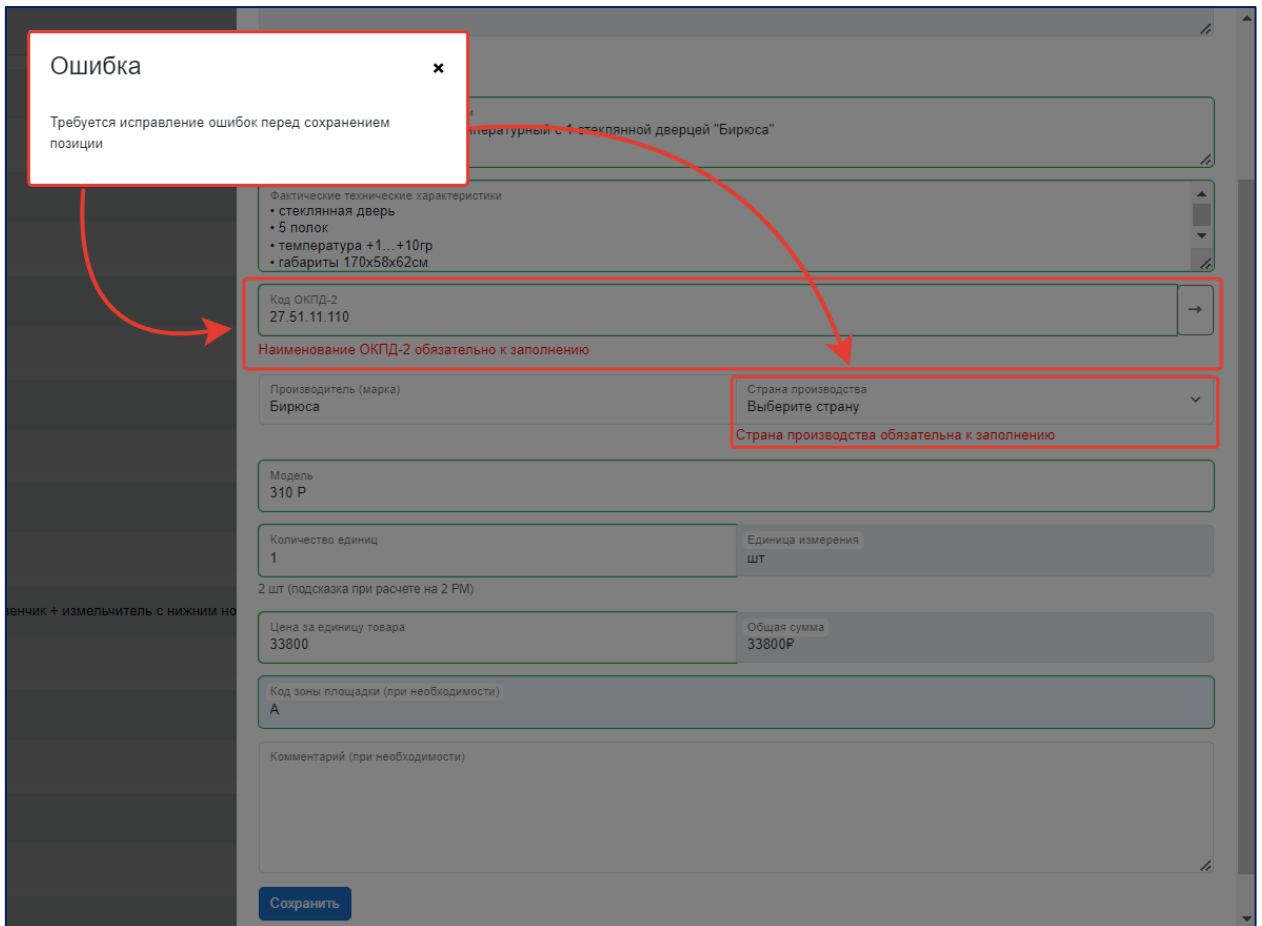 Ошибка
×
Требуется исправление ошибок перед сохранением
позиции
с 1 стеклянной дверцей "Бирюса"
Фактические технические характеристики
• стеклянная дверь
• 5 полок
• температура +1...+10гр
• габариты 170х58х62см
Код ОКПД-2
27.51.11.110
Наименование ОКПД-2 обязательно к заполнению
Производитель (марка)
Бирюса
Страна производства
Выберите страну
Страна производства обязательна к заполнению
Модель
310 Р
Количество единиц
1
Единица измерения
шт
2 шт (подсказка при расчете на 2 РМ)
венчик + измельчитель с нижним но
Цена за единицу товара
33800
Общая сумма
33800₽
Код зоны площадки (при необходимости)
А
Комментарий (при необходимости)
Сохранить